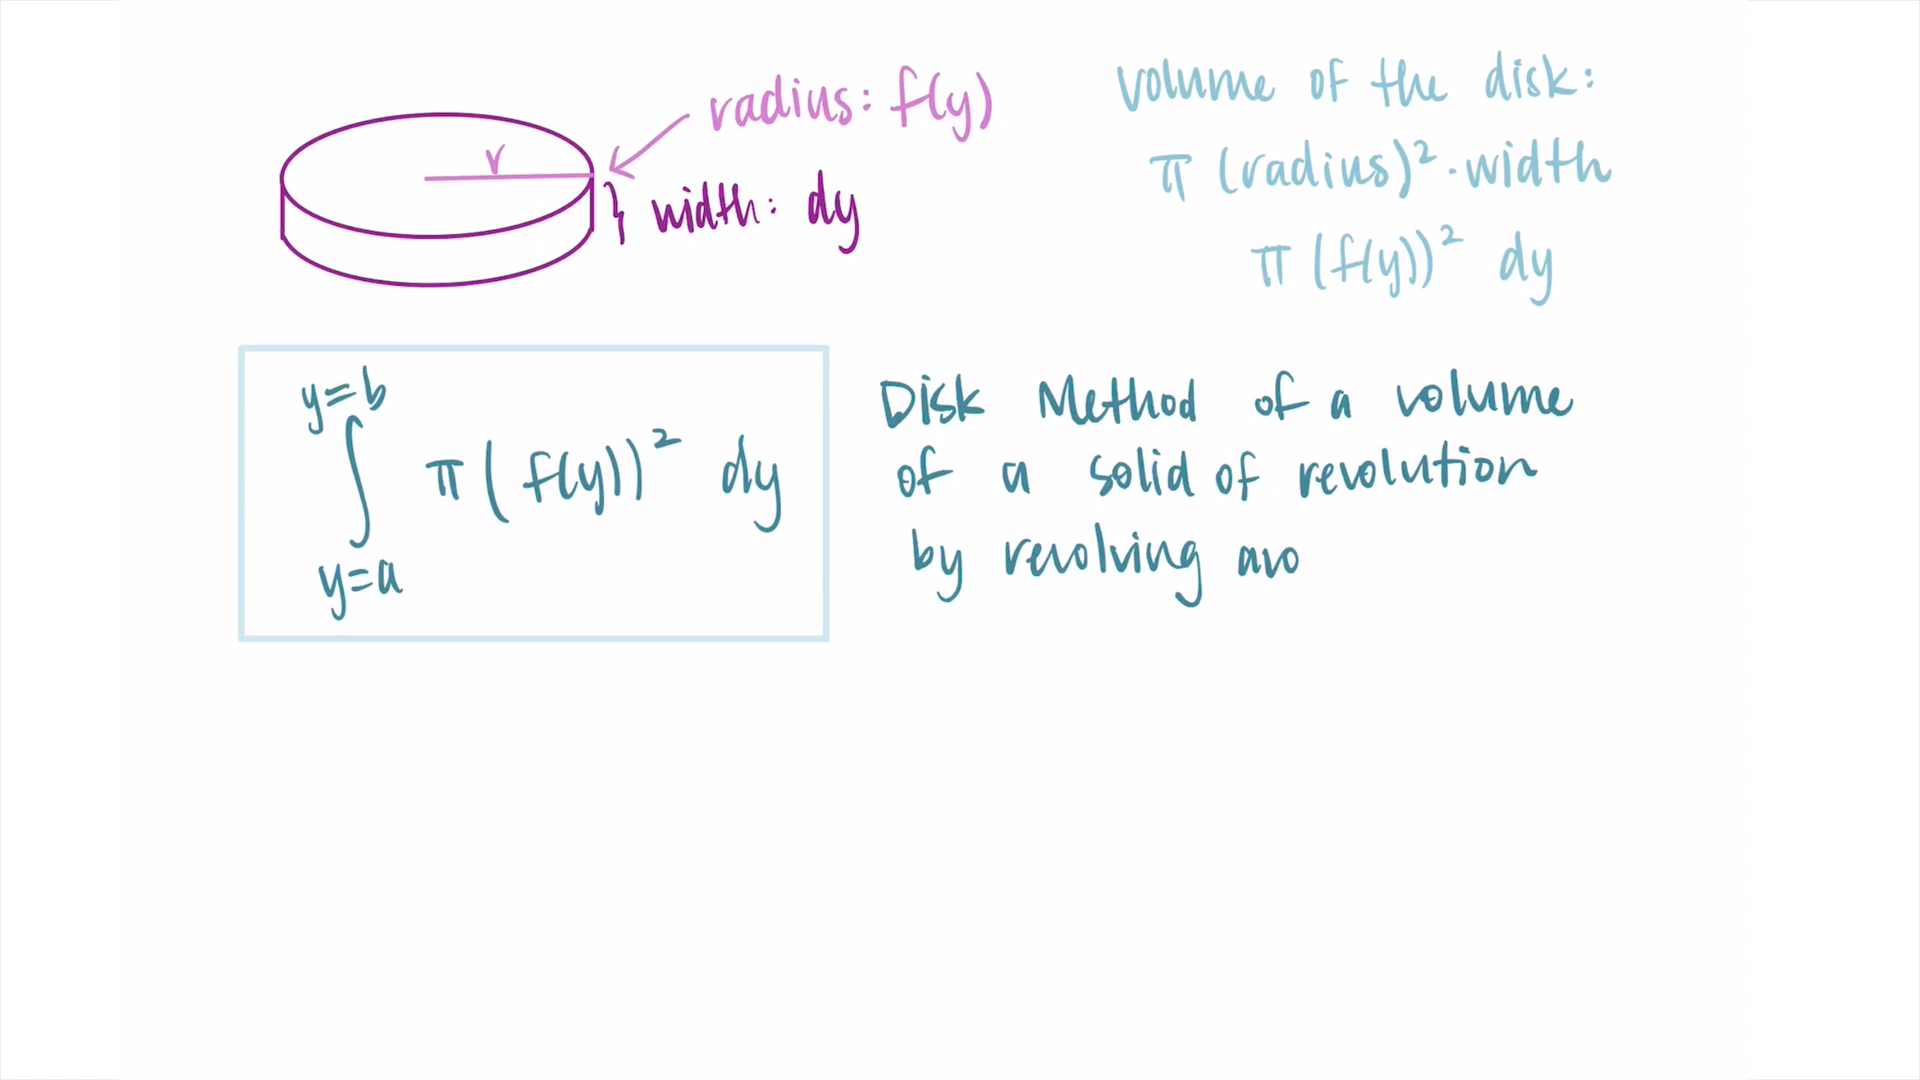 radius: f(y)
r
width: dy
volume of the disk:
π (radius)² · width
π (f(y))² dy
y=b
∫ π (f(y))² dy
y=a
Disk Method of a volume
of a solid of revolution
by revolving aro